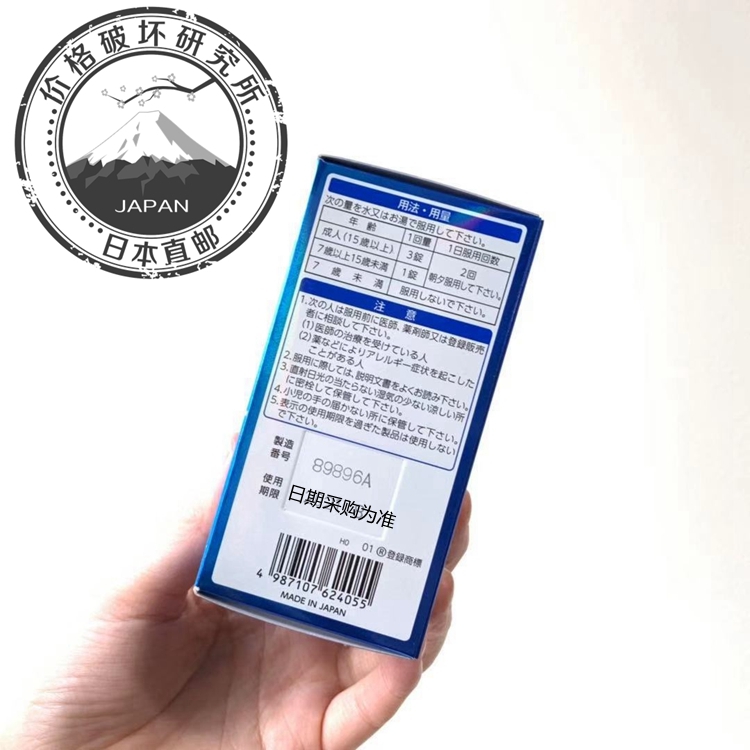 价格破坏研究所
JAPAN
日本直邮
用法・用量
次の量を水又はお湯で服用して下さい。
年齢 1回量 1日服用回数
成人(15歳以上) 3錠 2回
7歳以上15歳未満 1錠 朝夕服用して下さい。
7歳未満 服用しないで下さい。
注意
1.次の人は服用前に医師、薬剤師又は登録販売
者に相談して下さい。
(1)医師の治療を受けている人
(2)薬などによりアレルギー症状を起こした
ことがある人
2.服用に際しては、説明文書をよくお読み下さい。
3.直射日光の当たらない湿気の少ない涼しい所
に密栓して保管して下さい。
4.小児の手の届かない所に保管して下さい。
5.表示の使用期限を過ぎた製品は使用しない
で下さい。
製造
番号
89896A
使用
期限
日期采购为准
H0 01 ®登録商標
4 987107 624055
MADE IN JAPAN